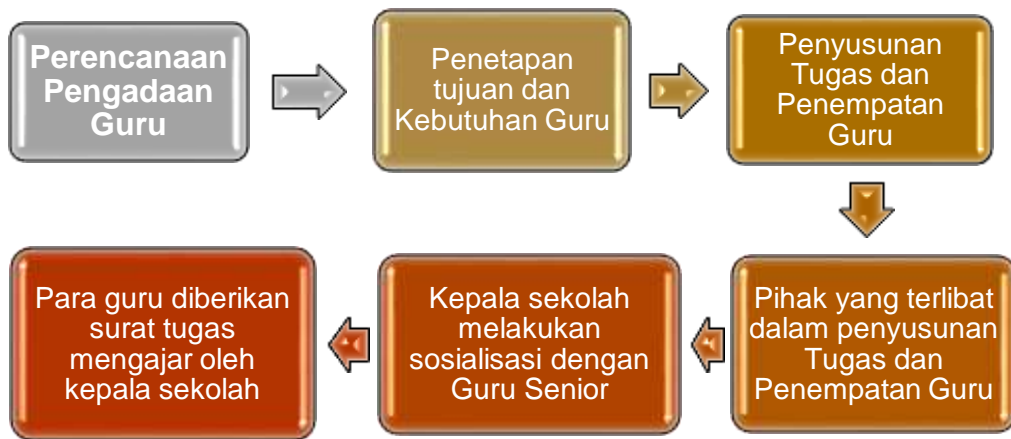 Perencanaan
Pengadaan
Guru
Penetapan
tujuan dan
Kebutuhan Guru
Penyusunan
Tugas dan
Penempatan
Guru
Pihak yang terlibat
dalam penyusunan
Tugas dan
Penempatan Guru
Kepala sekolah
melakukan
sosialisasi dengan
Guru Senior
Para guru diberikan
surat tugas
mengajar oleh
kepala sekolah